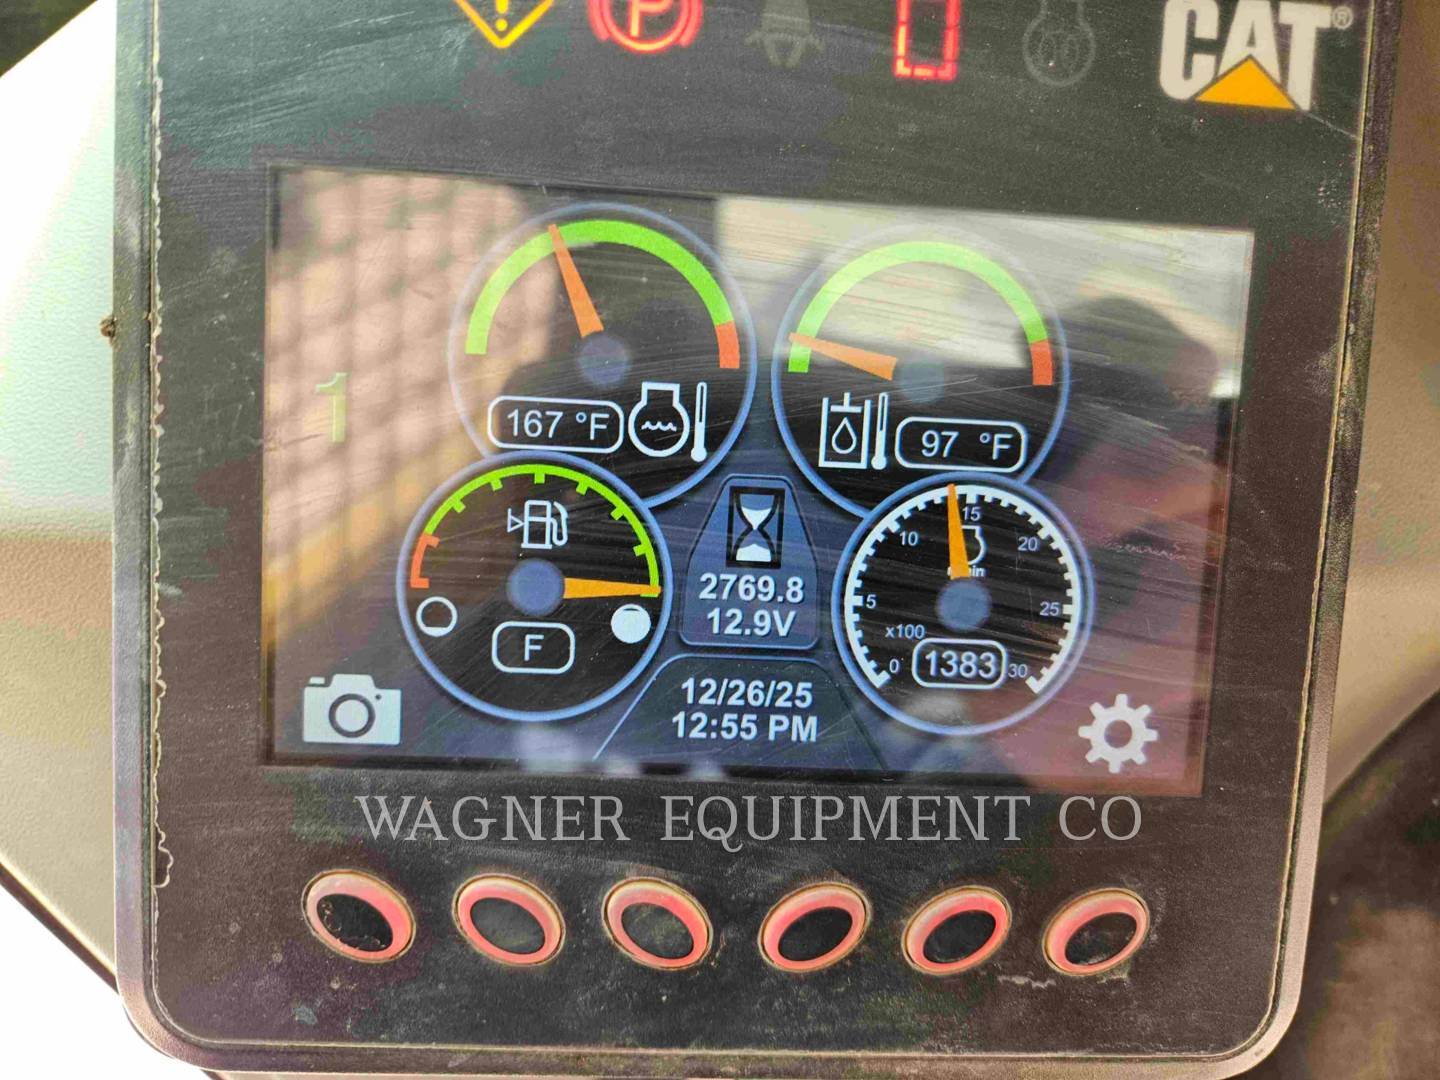 P
CAT®
1
167 °F
97 °F
F
2769.8
12.9V
12/26/25
12:55 PM
0
5
10
15
20
25
30
x100
1383
WAGNER EQUIPMENT CO